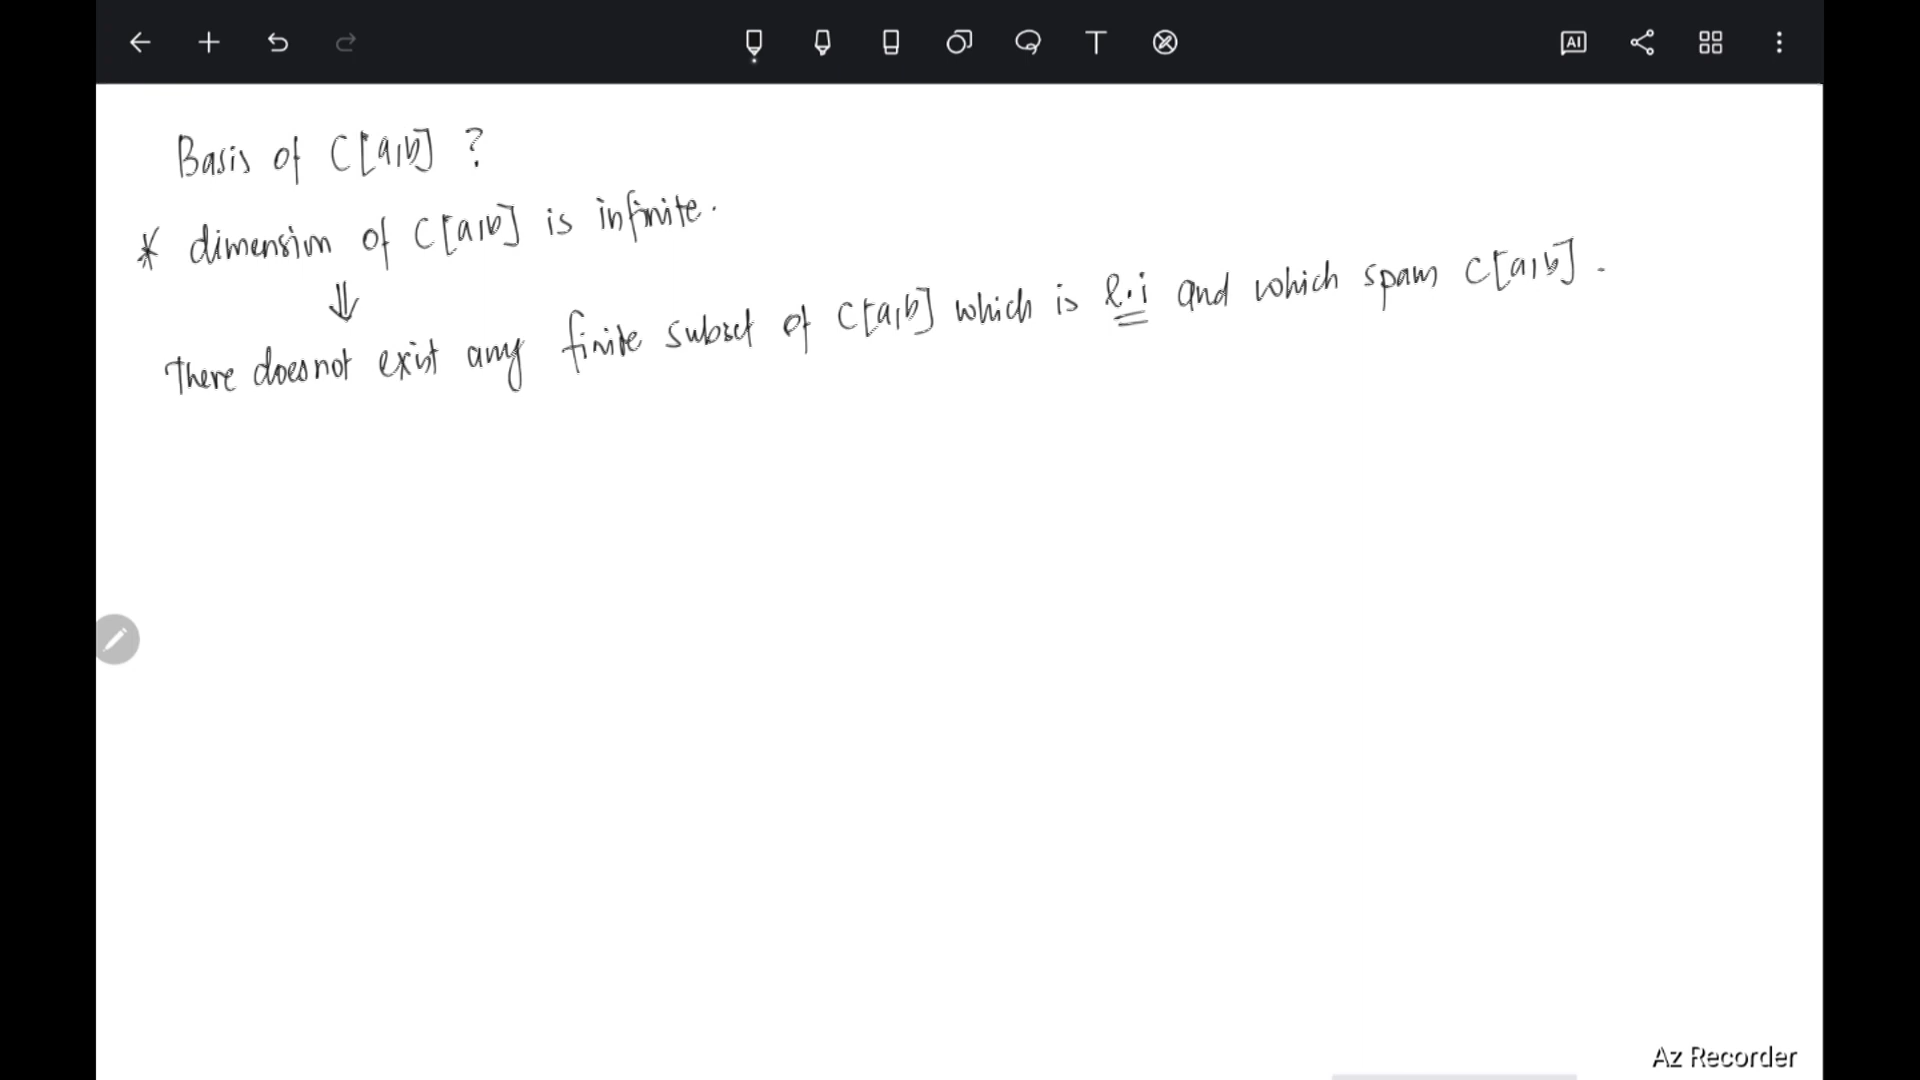 Basis of C[a,b] ?
* dimension of C[a,b] is infinite.
⇓
There doesnot exist any finite subset of C[a,b] which is l.i and which spans C[a,b].
Az Recorder